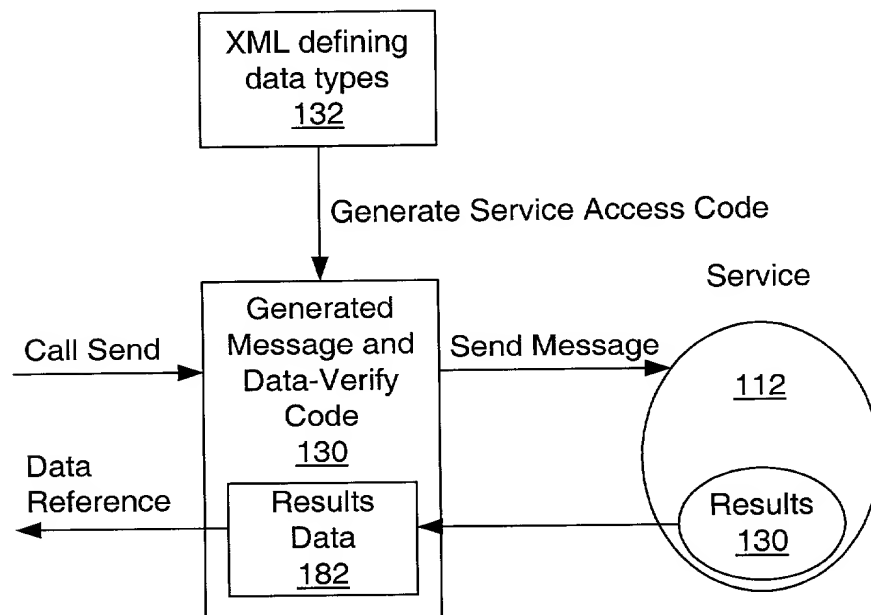 XML defining
data types
132
Generate Service Access Code
Service
Generated
Message and
Data-Verify
Code
130
Call Send
Send Message
112
Data
Reference
Results
Data
182
Results
130